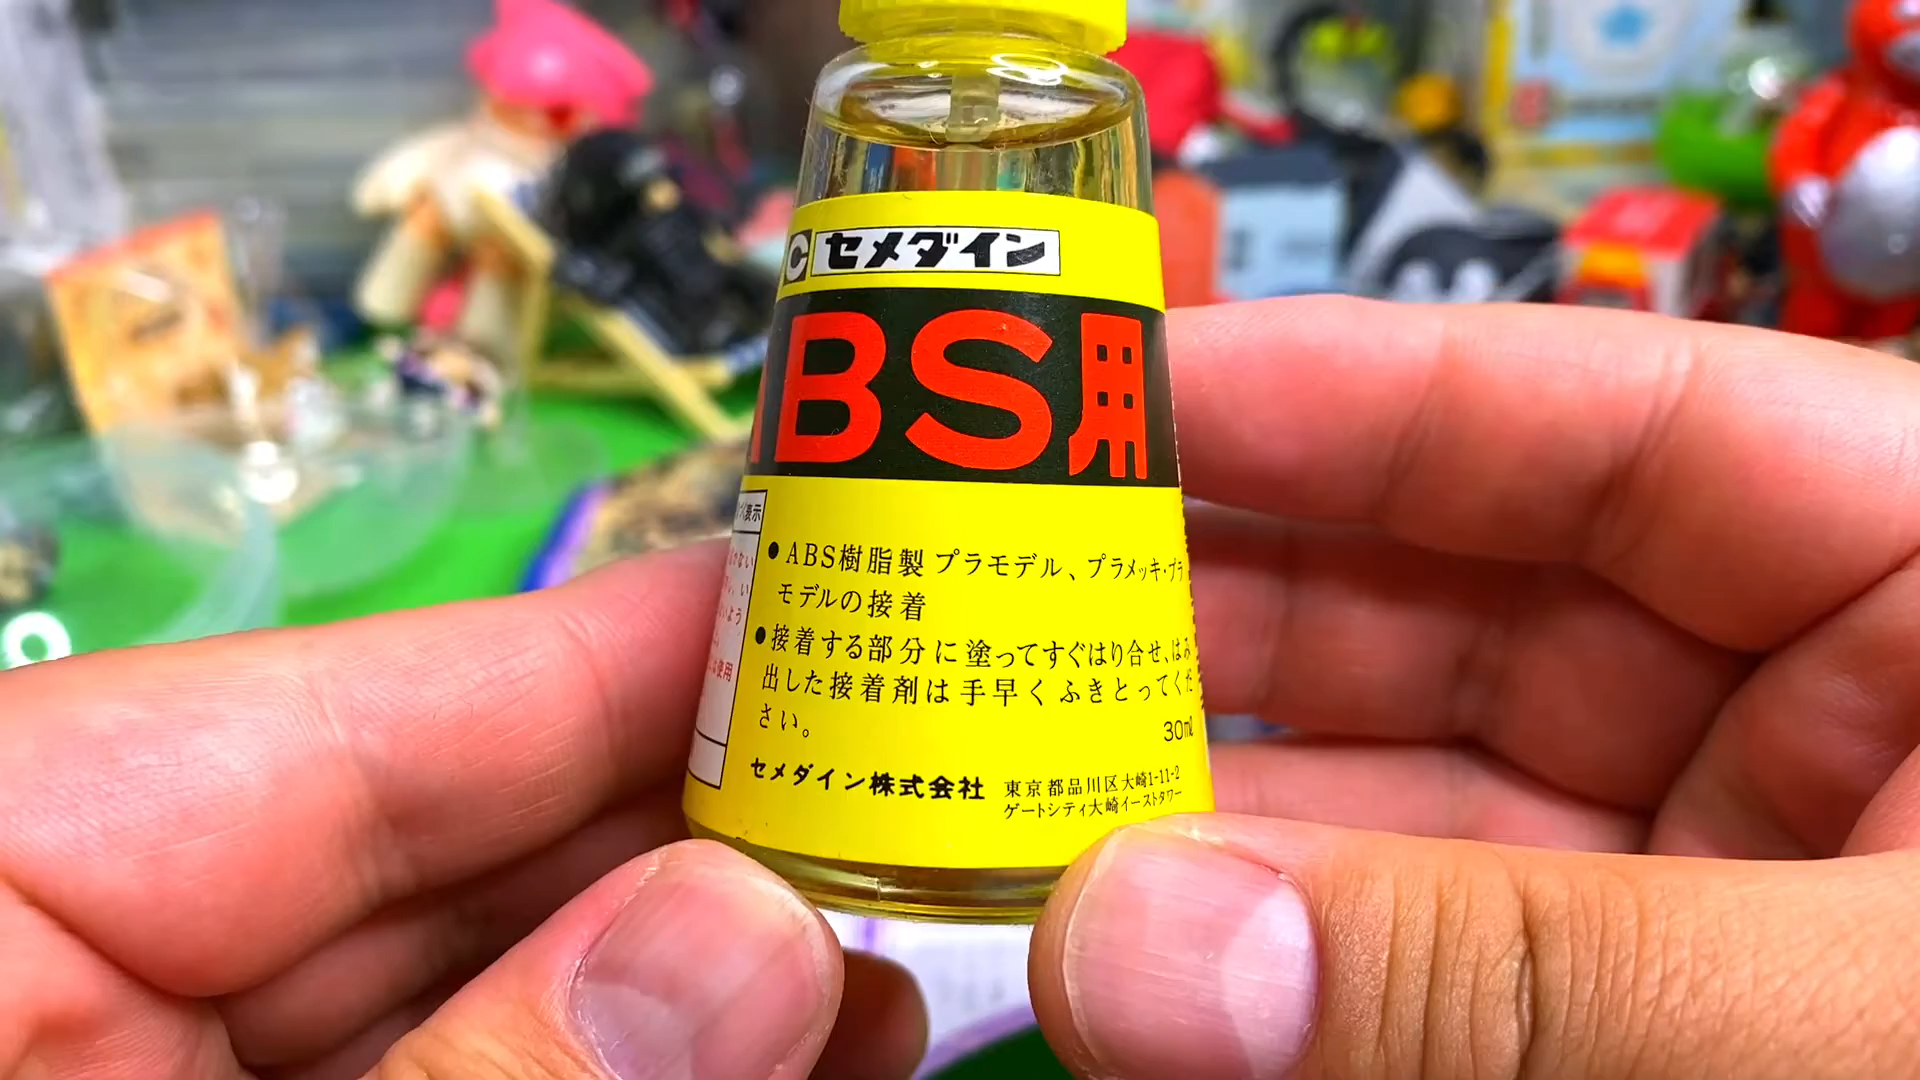 C セメダイン
ABS用
表示
●ABS樹脂製 プラモデル、プラメッキ・プラ
モデルの接着
●接着する部分に塗ってすぐはり合せ、はみ
出した接着剤は手早くふきとってくだ
さい。
30㎖
セメダイン株式会社
東京都品川区大崎1-11-2
ゲートシティ大崎イーストタワー